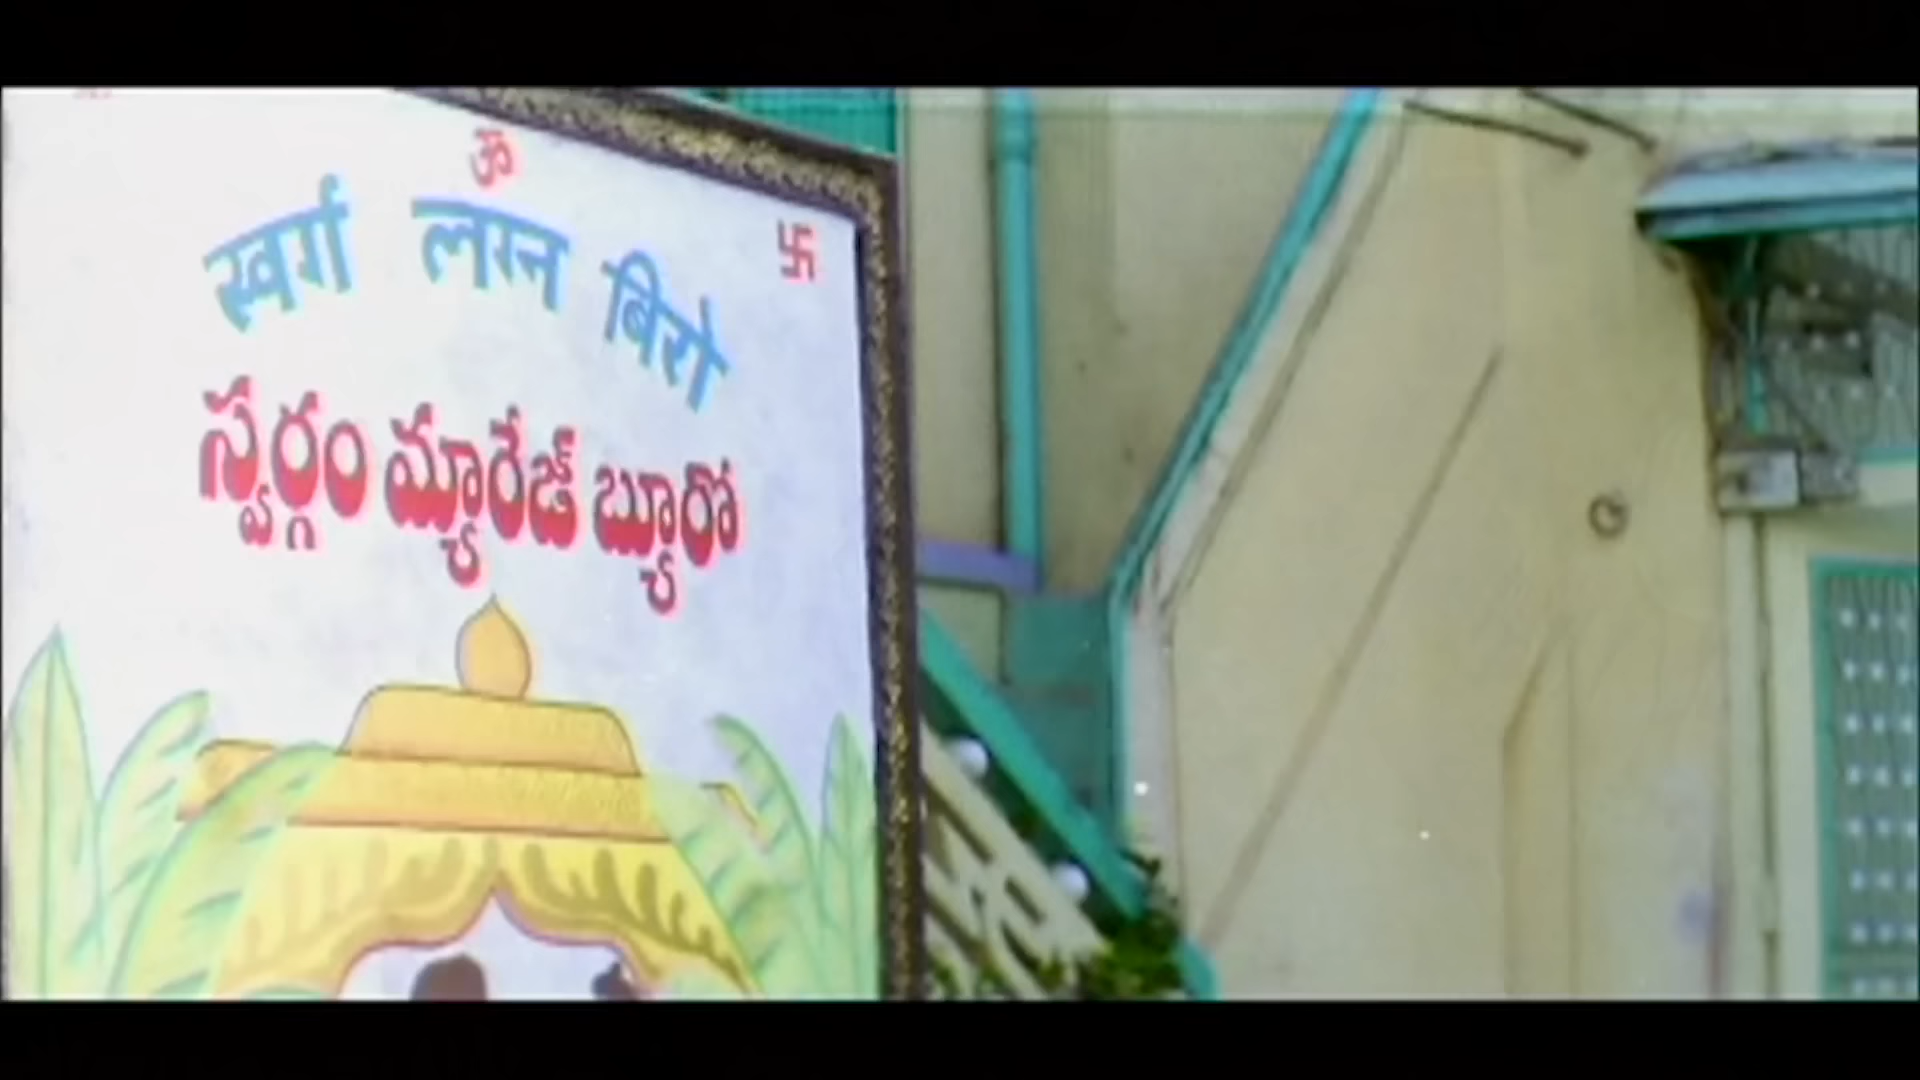 ॐ
स्वर्ग लग्न बिरो
స్వర్గం మ్యారేజ్ బ్యూరో